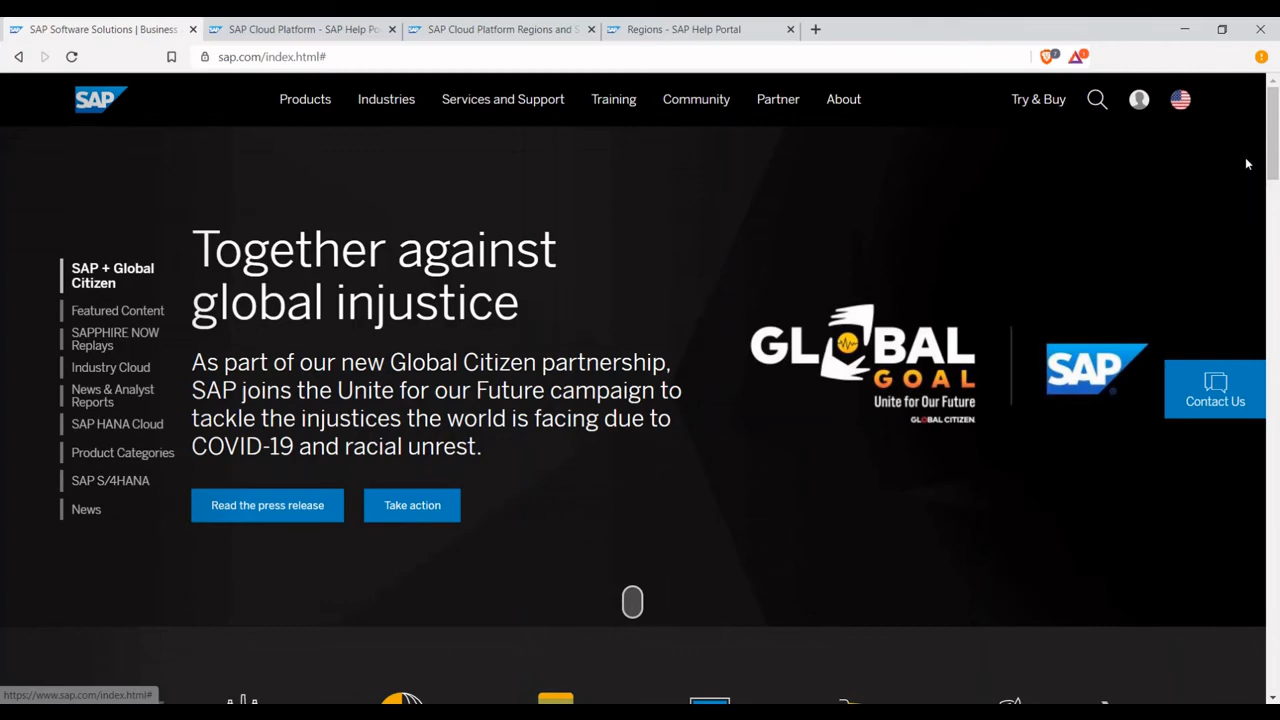 SAP Software Solutions | Business
SAP Cloud Platform - SAP Help Po
SAP Cloud Platform Regions and S
Regions - SAP Help Portal
sap.com/index.html#
7
1
SAP
Products
Industries
Services and Support
Training
Community
Partner
About
Try & Buy
Together against
global injustice
As part of our new Global Citizen partnership,
SAP joins the Unite for our Future campaign to
tackle the injustices the world is facing due to
COVID-19 and racial unrest.
Read the press release
Take action
SAP + Global
Citizen
Featured Content
SAPPHIRE NOW
Replays
Industry Cloud
News & Analyst
Reports
SAP HANA Cloud
Product Categories
SAP S/4HANA
News
GLOBAL
GOAL
Unite for Our Future
GLOBAL CITIZEN
SAP
Contact Us
https://www.sap.com/index.html#